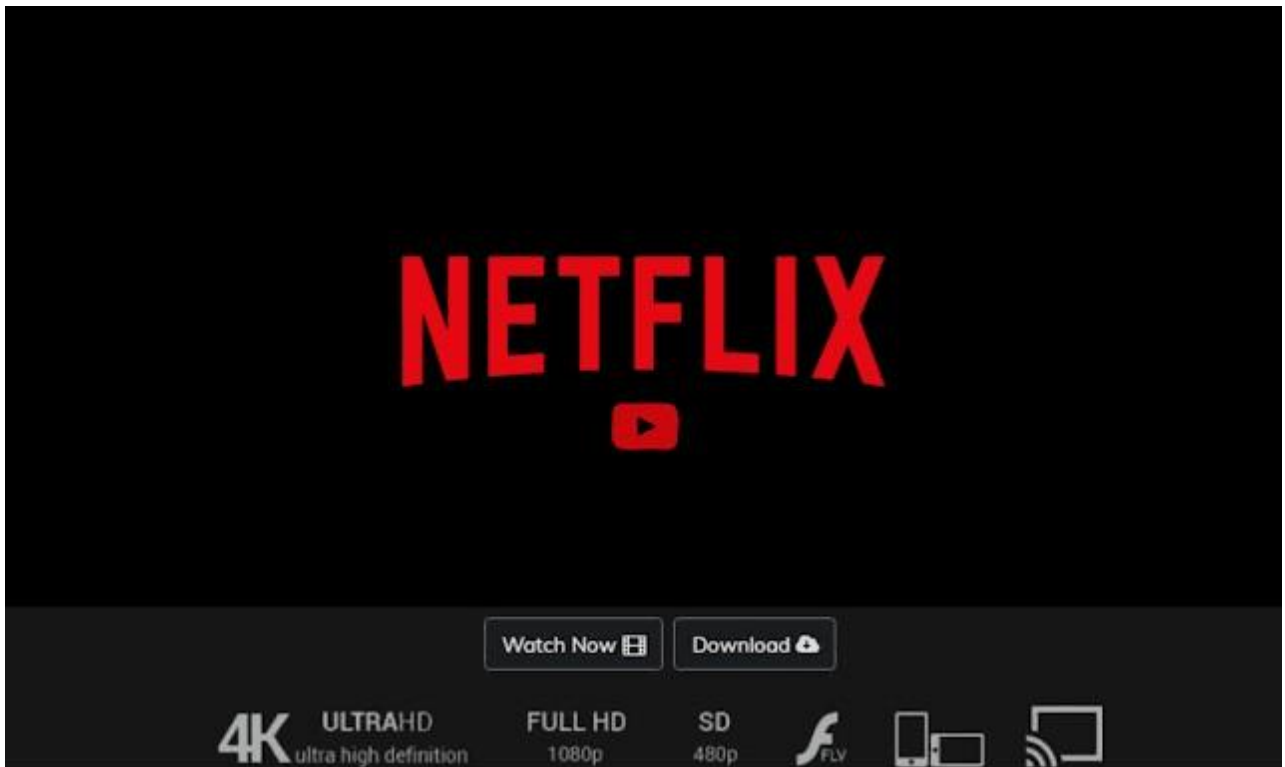 NETFLIX
Watch Now
Download
4K ULTRAHD
ultra high definition
FULL HD
1080p
SD
480p
FLV